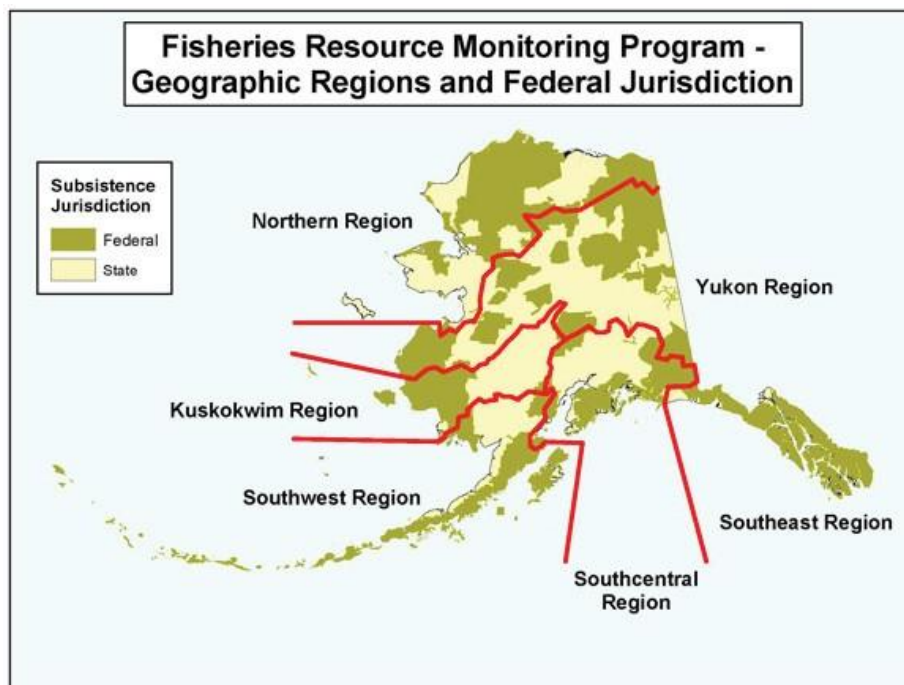 Fisheries Resource Monitoring Program -
Geographic Regions and Federal Jurisdiction
Subsistence
Jurisdiction
Federal
State
Northern Region
Yukon Region
Kuskokwim Region
Southwest Region
Southeast Region
Southcentral
Region